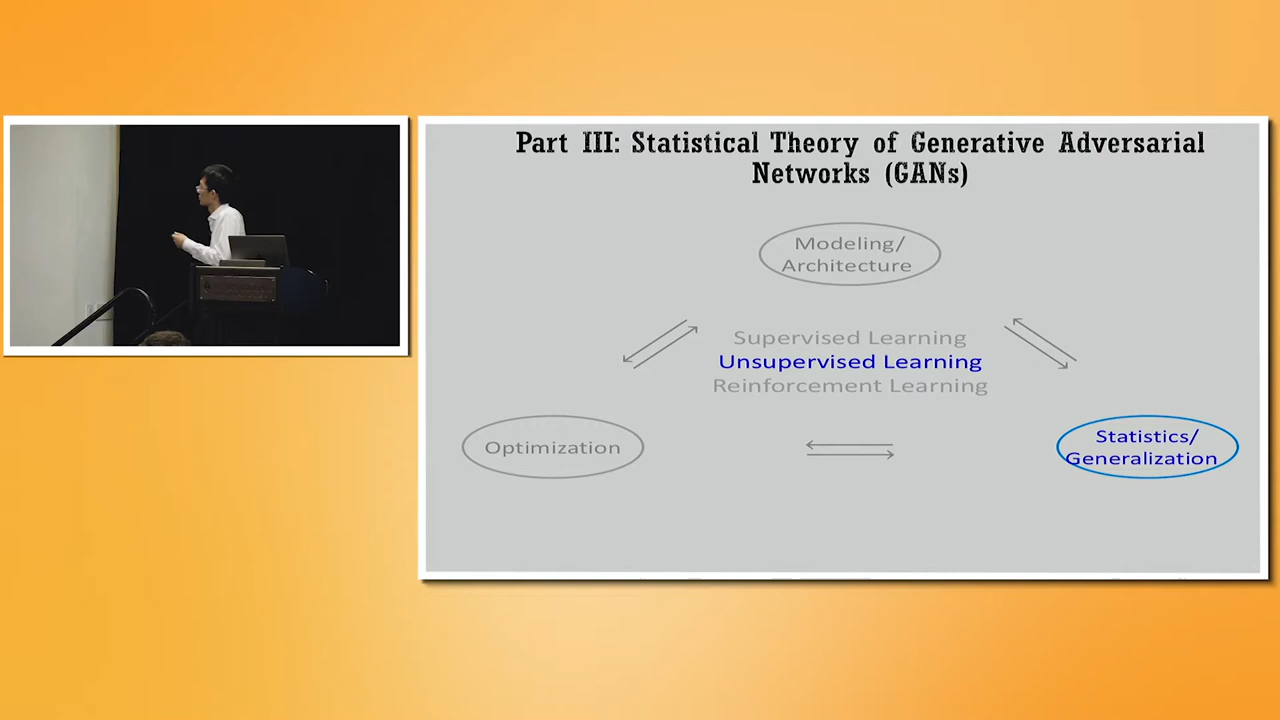 Part III: Statistical Theory of Generative Adversarial
Networks (GANs)
Modeling/
Architecture
Supervised Learning
Unsupervised Learning
Reinforcement Learning
Optimization
Statistics/
Generalization